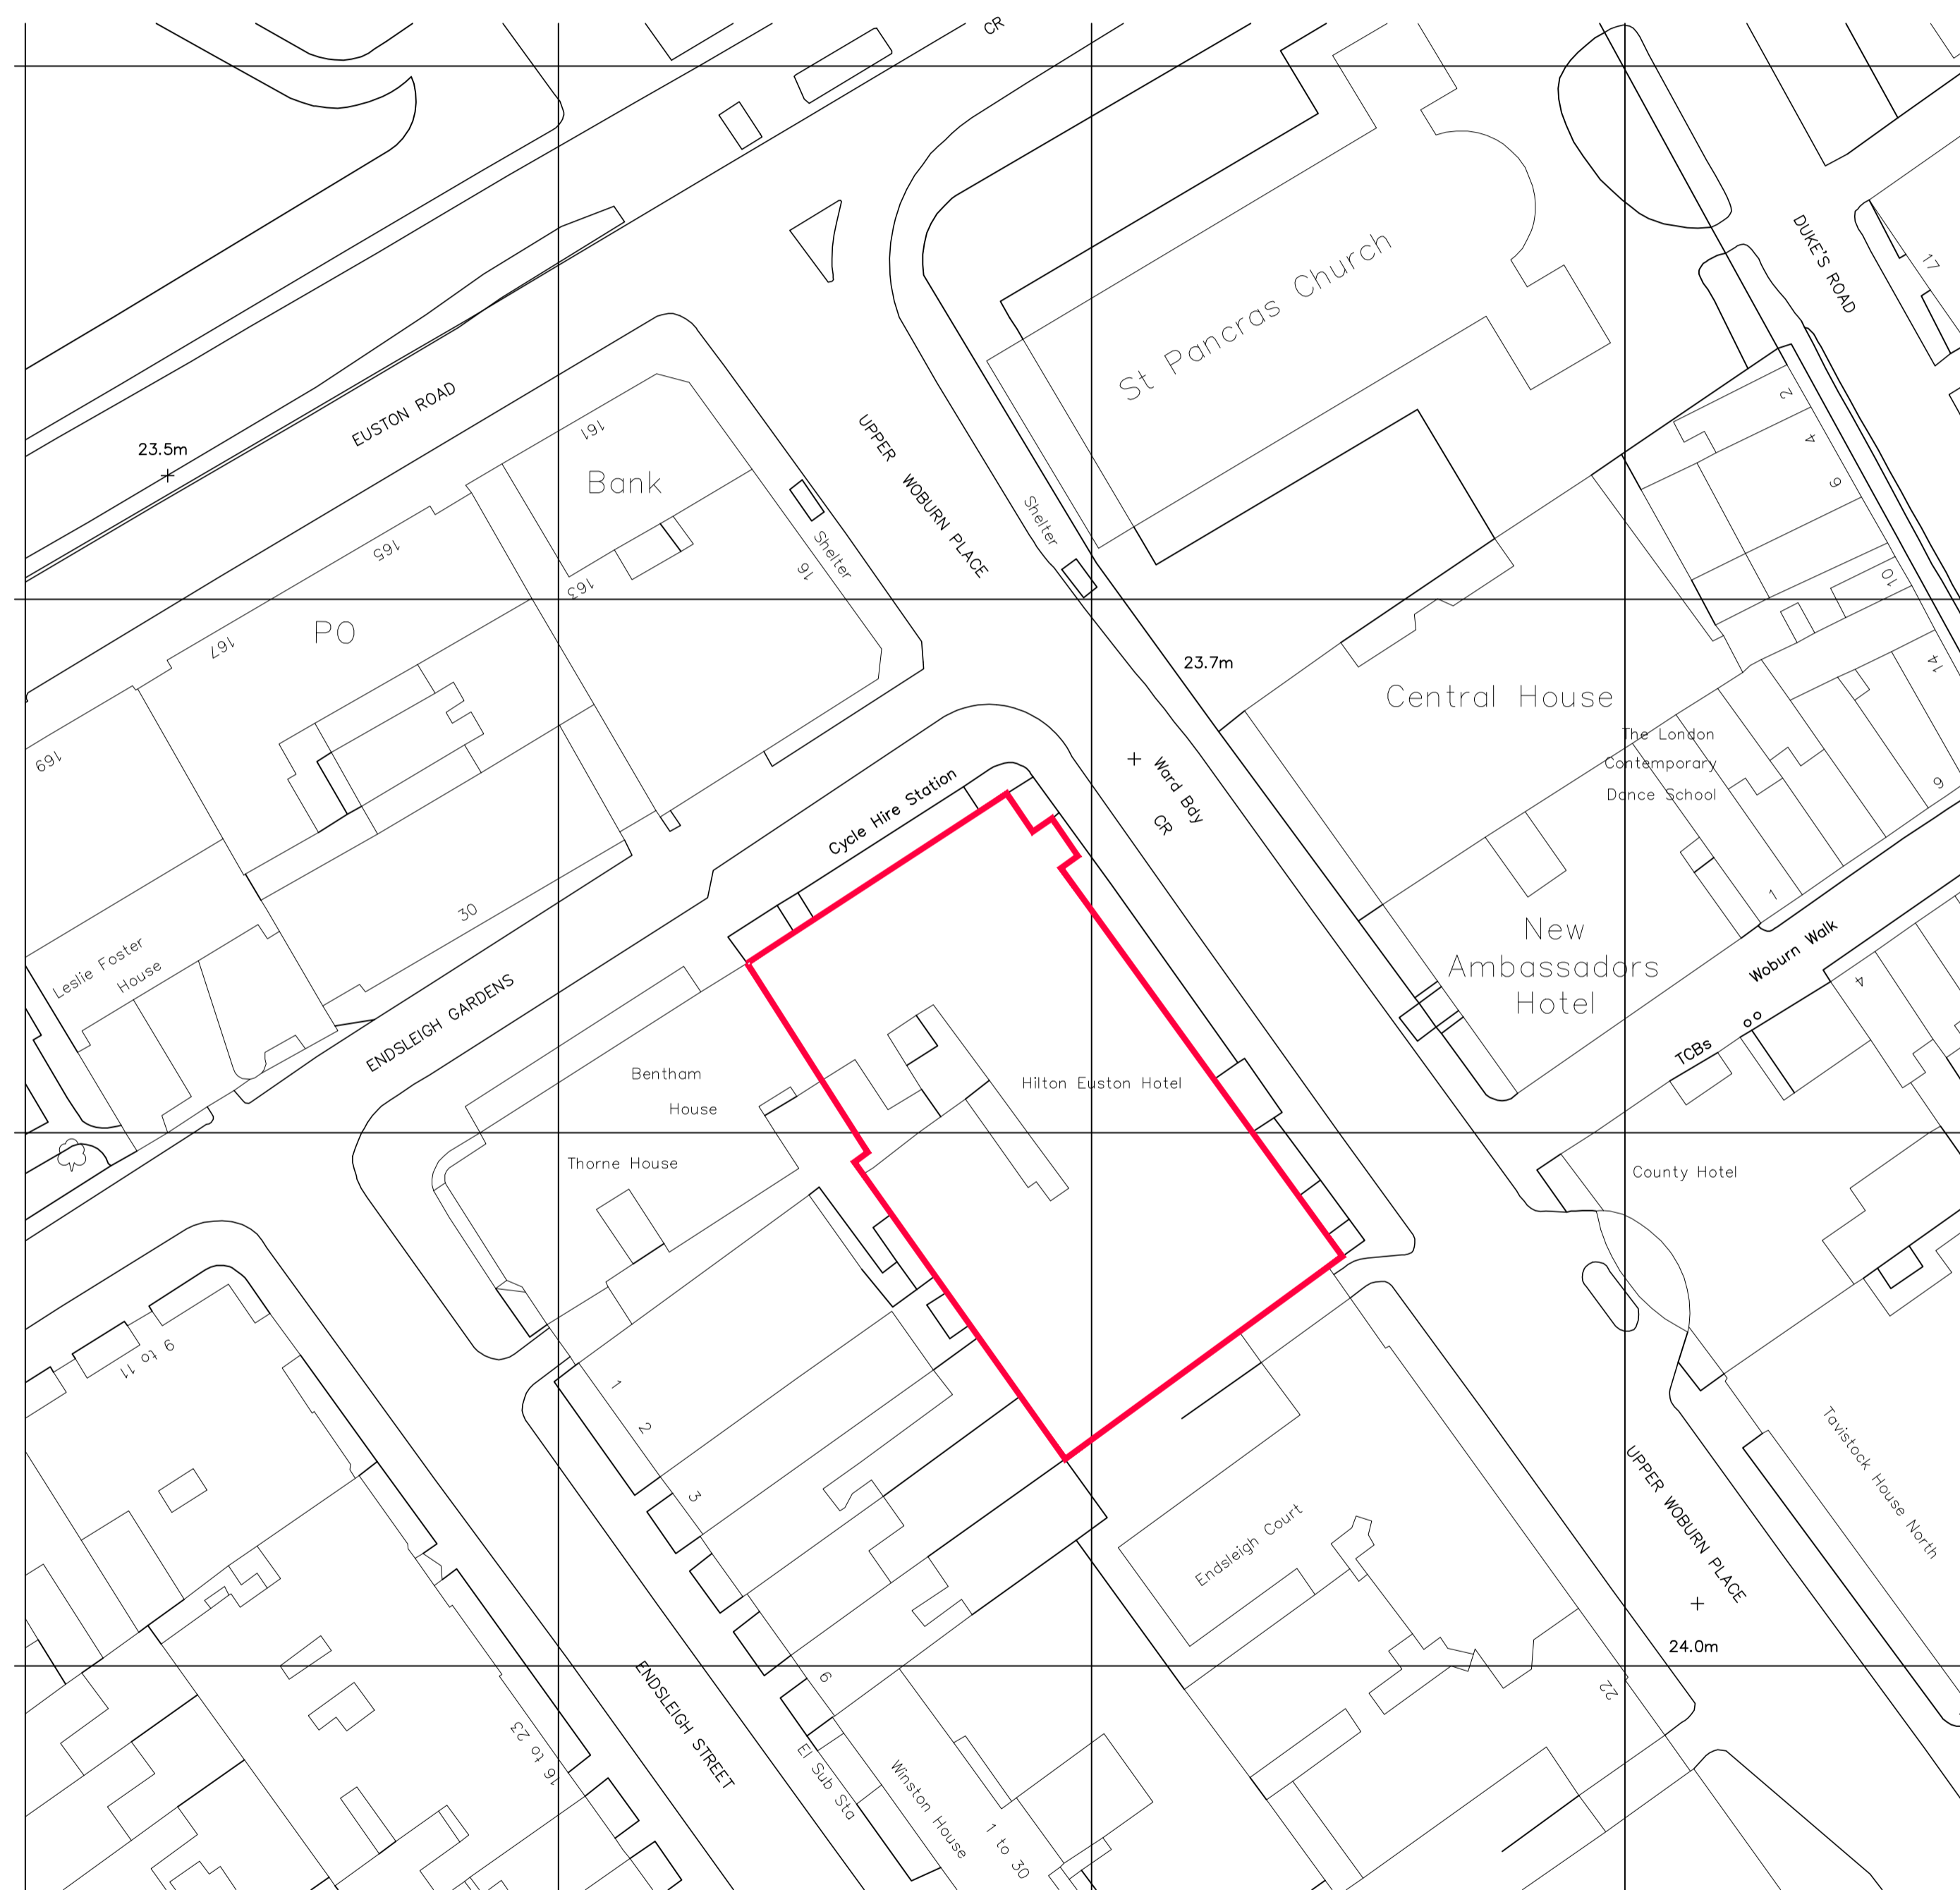 CR
DUKE'S ROAD
17
St Pancras Church
EUSTON ROAD
23.5m
161
Bank
UPPER WOBURN PLACE
Shelter
Shelter
165
163
16
167
PO
169
2
4
6
10
14
23.7m
Central House
The London
Contemporary
Dance School
9
1
Ward Bdy
CR
Cycle Hire Station
30
Leslie Foster
House
ENDSLEIGH GARDENS
New
Ambassadors
Hotel
Woburn Walk
4
TCBs
Bentham
House
Hilton Euston Hotel
Thorne House
County Hotel
9 to 11
1
2
3
6
Tavistock House North
UPPER WOBURN PLACE
Endsleigh Court
24.0m
22
ENDSLEIGH STREET
16 to 23
El Sub Sta
Winston House
1 to 30